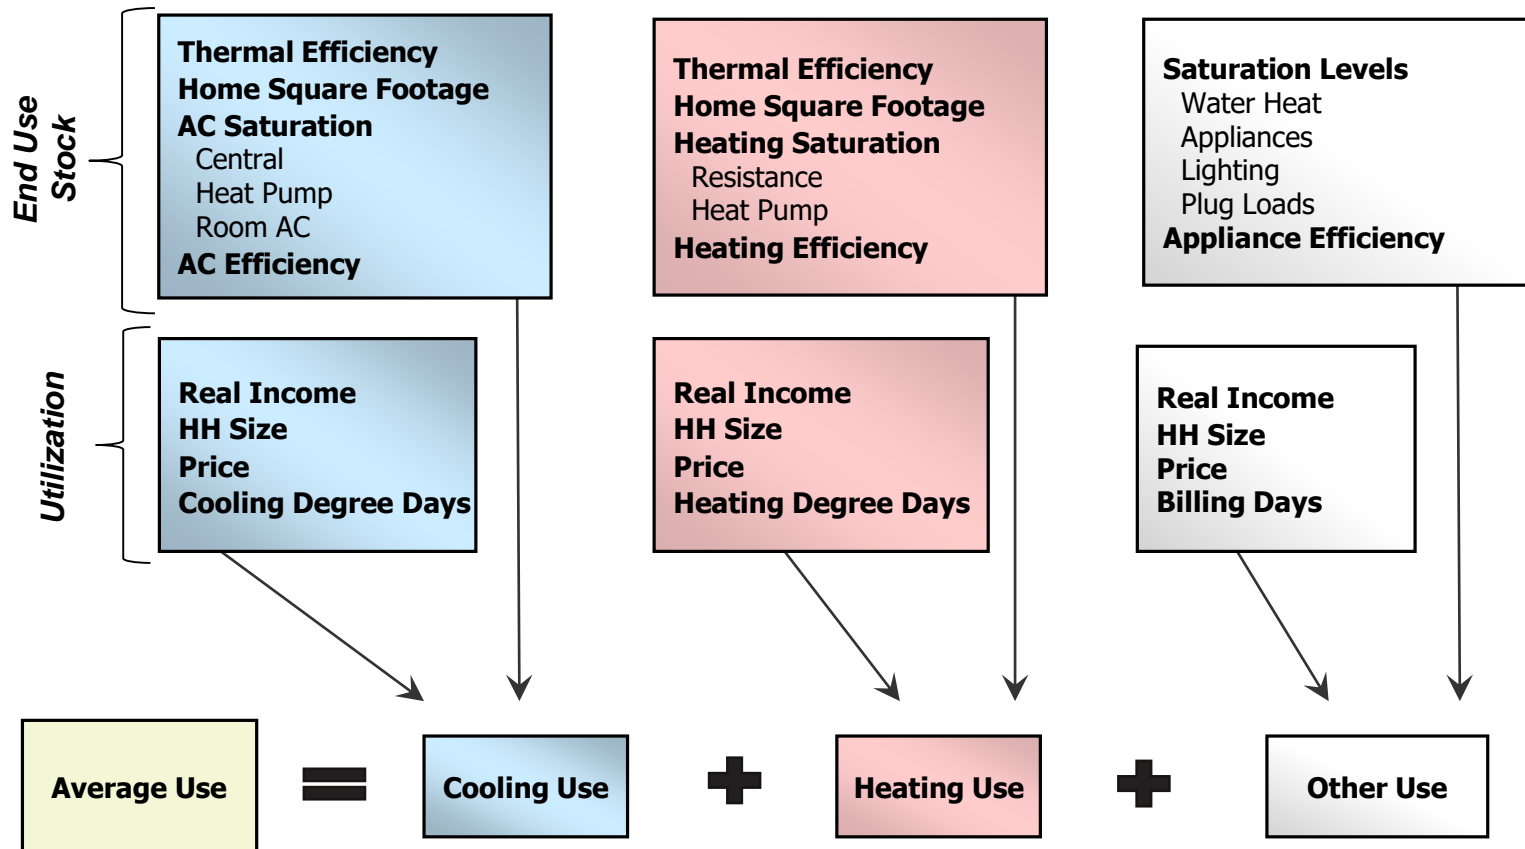 End Use
Stock
Thermal Efficiency
Home Square Footage
AC Saturation
Central
Heat Pump
Room AC
AC Efficiency
Thermal Efficiency
Home Square Footage
Heating Saturation
Resistance
Heat Pump
Heating Efficiency
Saturation Levels
Water Heat
Appliances
Lighting
Plug Loads
Appliance Efficiency
Utilization
Real Income
HH Size
Price
Cooling Degree Days
Real Income
HH Size
Price
Heating Degree Days
Real Income
HH Size
Price
Billing Days
Average Use
=
Cooling Use
+
Heating Use
+
Other Use